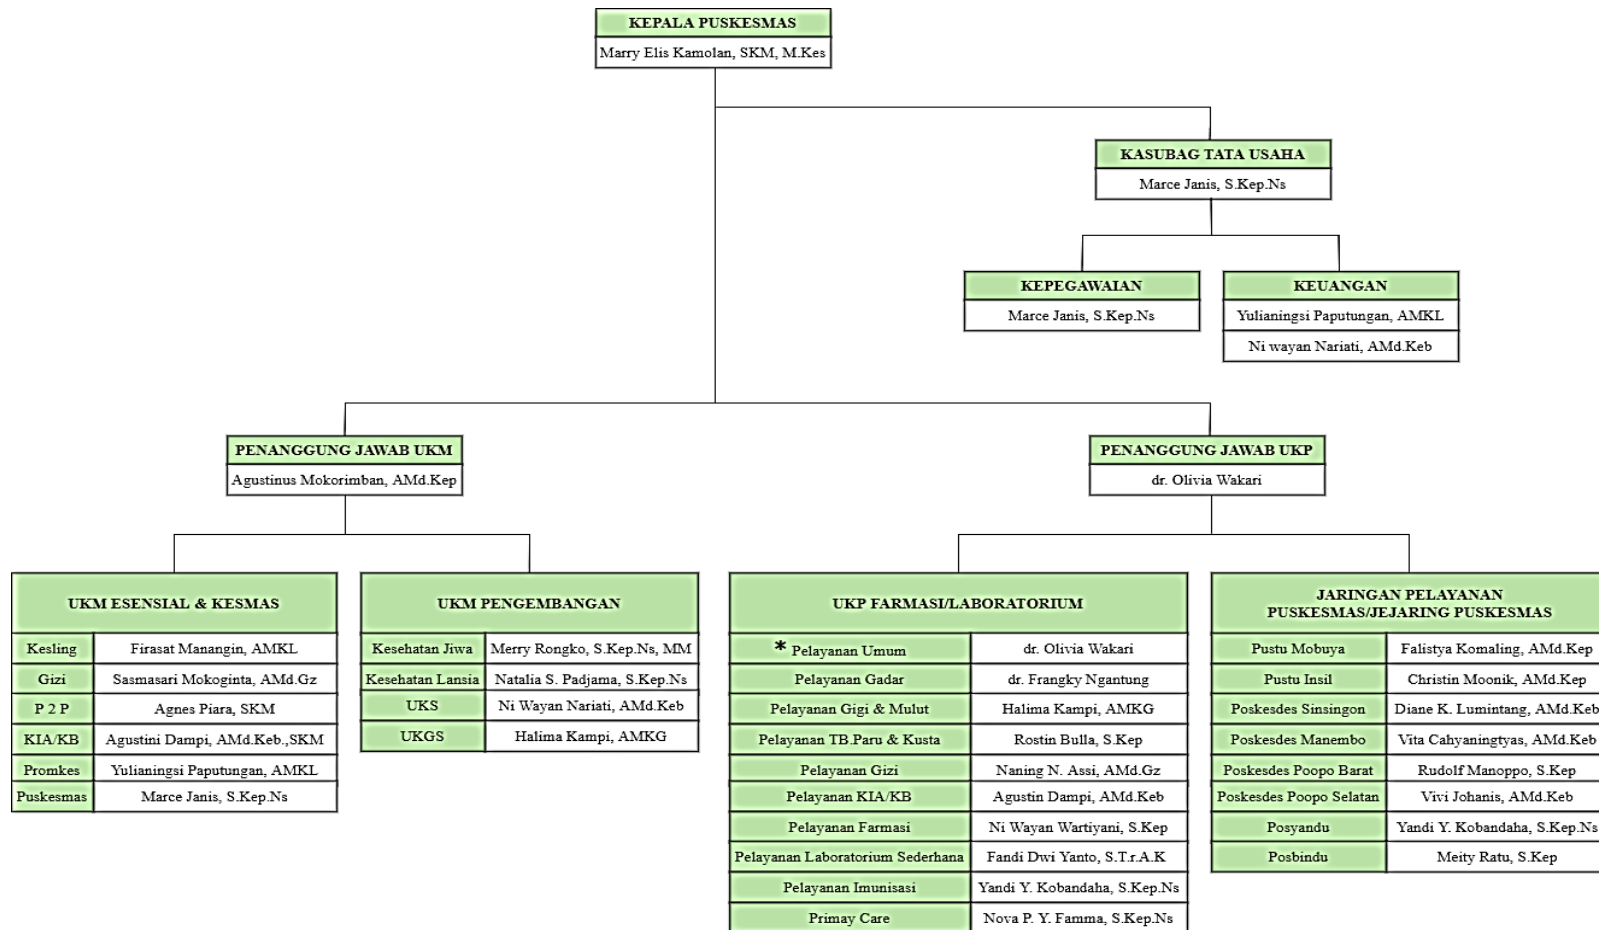 KEPALA PUSKESMAS
Marry Elis Kamolan, SKM, M.Kes
KASUBAG TATA USAHA
Marce Janis, S.Kep.Ns
KEPEGAWAIAN
Marce Janis, S.Kep.Ns
KEUANGAN
Yulianingsi Paputungan, AMKL
Ni wayan Nariati, AMd.Keb
PENANGGUNG JAWAB UKM
Agustinus Mokorimban, AMd.Kep
PENANGGUNG JAWAB UKP
dr. Olivia Wakari
UKM ESENSIAL & KESMAS
Kesling Firasat Manangin, AMKL
Gizi Sasmasari Mokoginta, AMd.Gz
P 2 P Agnes Piara, SKM
KIA/KB Agustini Dampi, AMd.Keb.,SKM
Promkes Yulianingsi Paputungan, AMKL
Puskesmas Marce Janis, S.Kep.Ns
UKM PENGEMBANGAN
Kesehatan Jiwa Merry Rongko, S.Kep.Ns, MM
Kesehatan Lansia Natalia S. Padjama, S.Kep.Ns
UKS Ni Wayan Nariati, AMd.Keb
UKGS Halima Kampi, AMKG
UKP FARMASI/LABORATORIUM
* Pelayanan Umum dr. Olivia Wakari
Pelayanan Gadar dr. Frangky Ngantung
Pelayanan Gigi & Mulut Halima Kampi, AMKG
Pelayanan TB.Paru & Kusta Rostin Bulla, S.Kep
Pelayanan Gizi Naning N. Assi, AMd.Gz
Pelayanan KIA/KB Agustin Dampi, AMd.Keb
Pelayanan Farmasi Ni Wayan Wartiyani, S.Kep
Pelayanan Laboratorium Sederhana Fandi Dwi Yanto, S.T.r.A.K
Pelayanan Imunisasi Yandi Y. Kobandaha, S.Kep.Ns
Primay Care Nova P. Y. Famma, S.Kep.Ns
JARINGAN PELAYANAN
PUSKESMAS/JEJARING PUSKESMAS
Pustu Mobuya Falistya Komaling, AMd.Kep
Pustu Insil Christin Moonik, AMd.Kep
Poskesdes Sinsingon Diane K. Lumintang, AMd.Keb
Poskesdes Manembo Vita Cahyaningtyas, AMd.Keb
Poskesdes Poopo Barat Rudolf Manoppo, S.Kep
Poskesdes Poopo Selatan Vivi Johanis, AMd.Keb
Posyandu Yandi Y. Kobandaha, S.Kep.Ns
Posbindu Meity Ratu, S.Kep